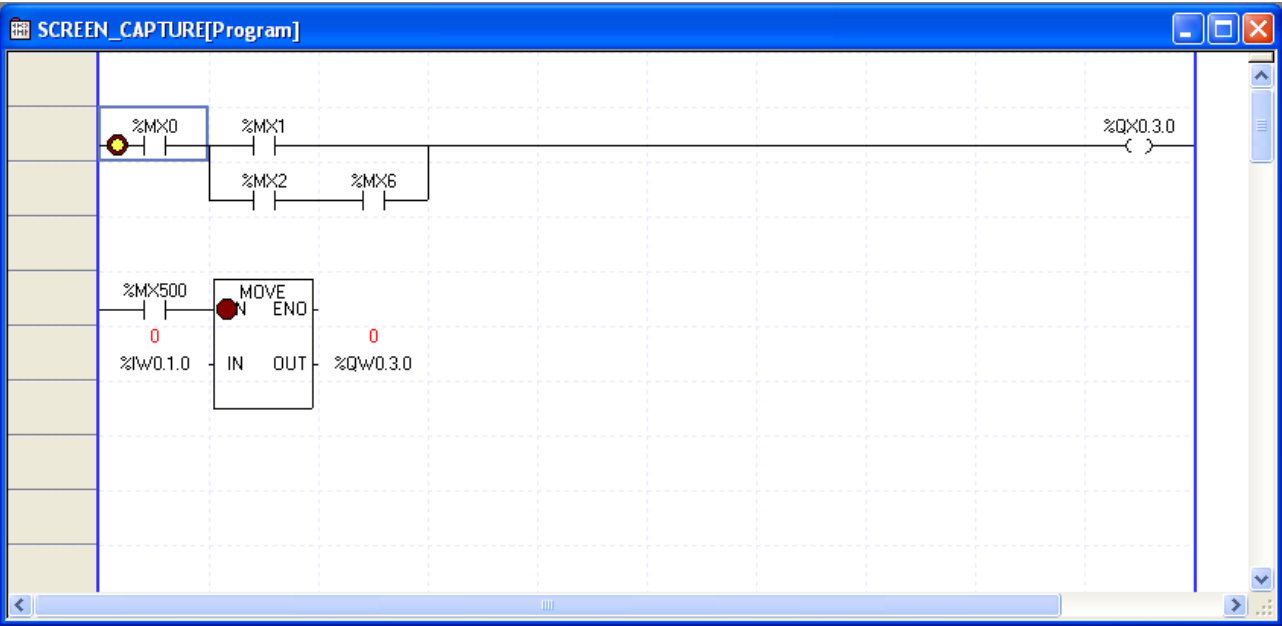 SCREEN_CAPTURE[Program]
%MX0 %MX1 %QX0.3.0
%MX2 %MX6
%MX500 MOVE
N ENO
0 0
%IW0.1.0 IN OUT %QW0.3.0